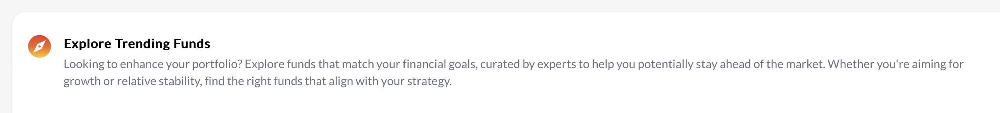 Explore Trending Funds
Looking to enhance your portfolio? Explore funds that match your financial goals, curated by experts to help you potentially stay ahead of the market. Whether you're aiming for
growth or relative stability, find the right funds that align with your strategy.